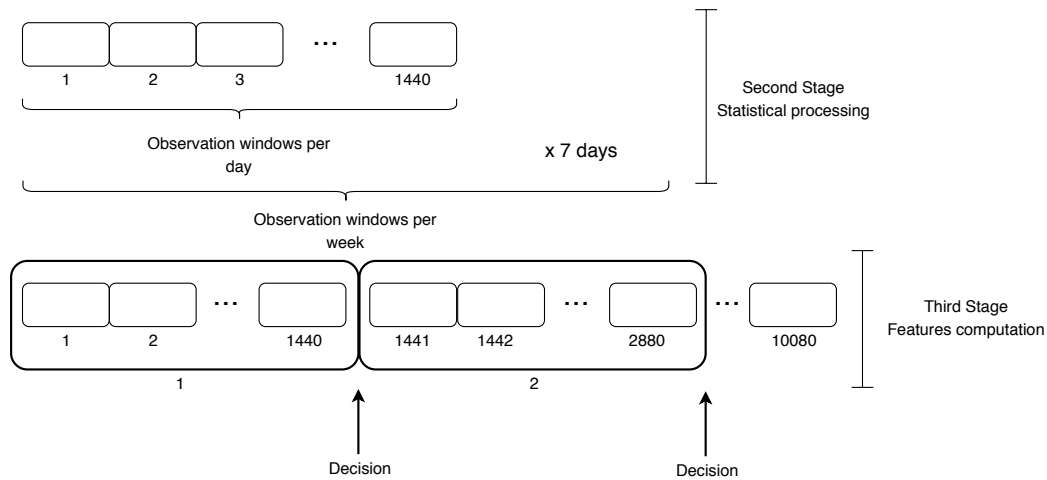 ...
1 2 3 1440
Second Stage
Statistical processing
Observation windows per
day
x 7 days
Observation windows per
week
... ... ...
1 2 1440 1441 1442 2880 10080
Third Stage
Features computation
1 2
Decision Decision